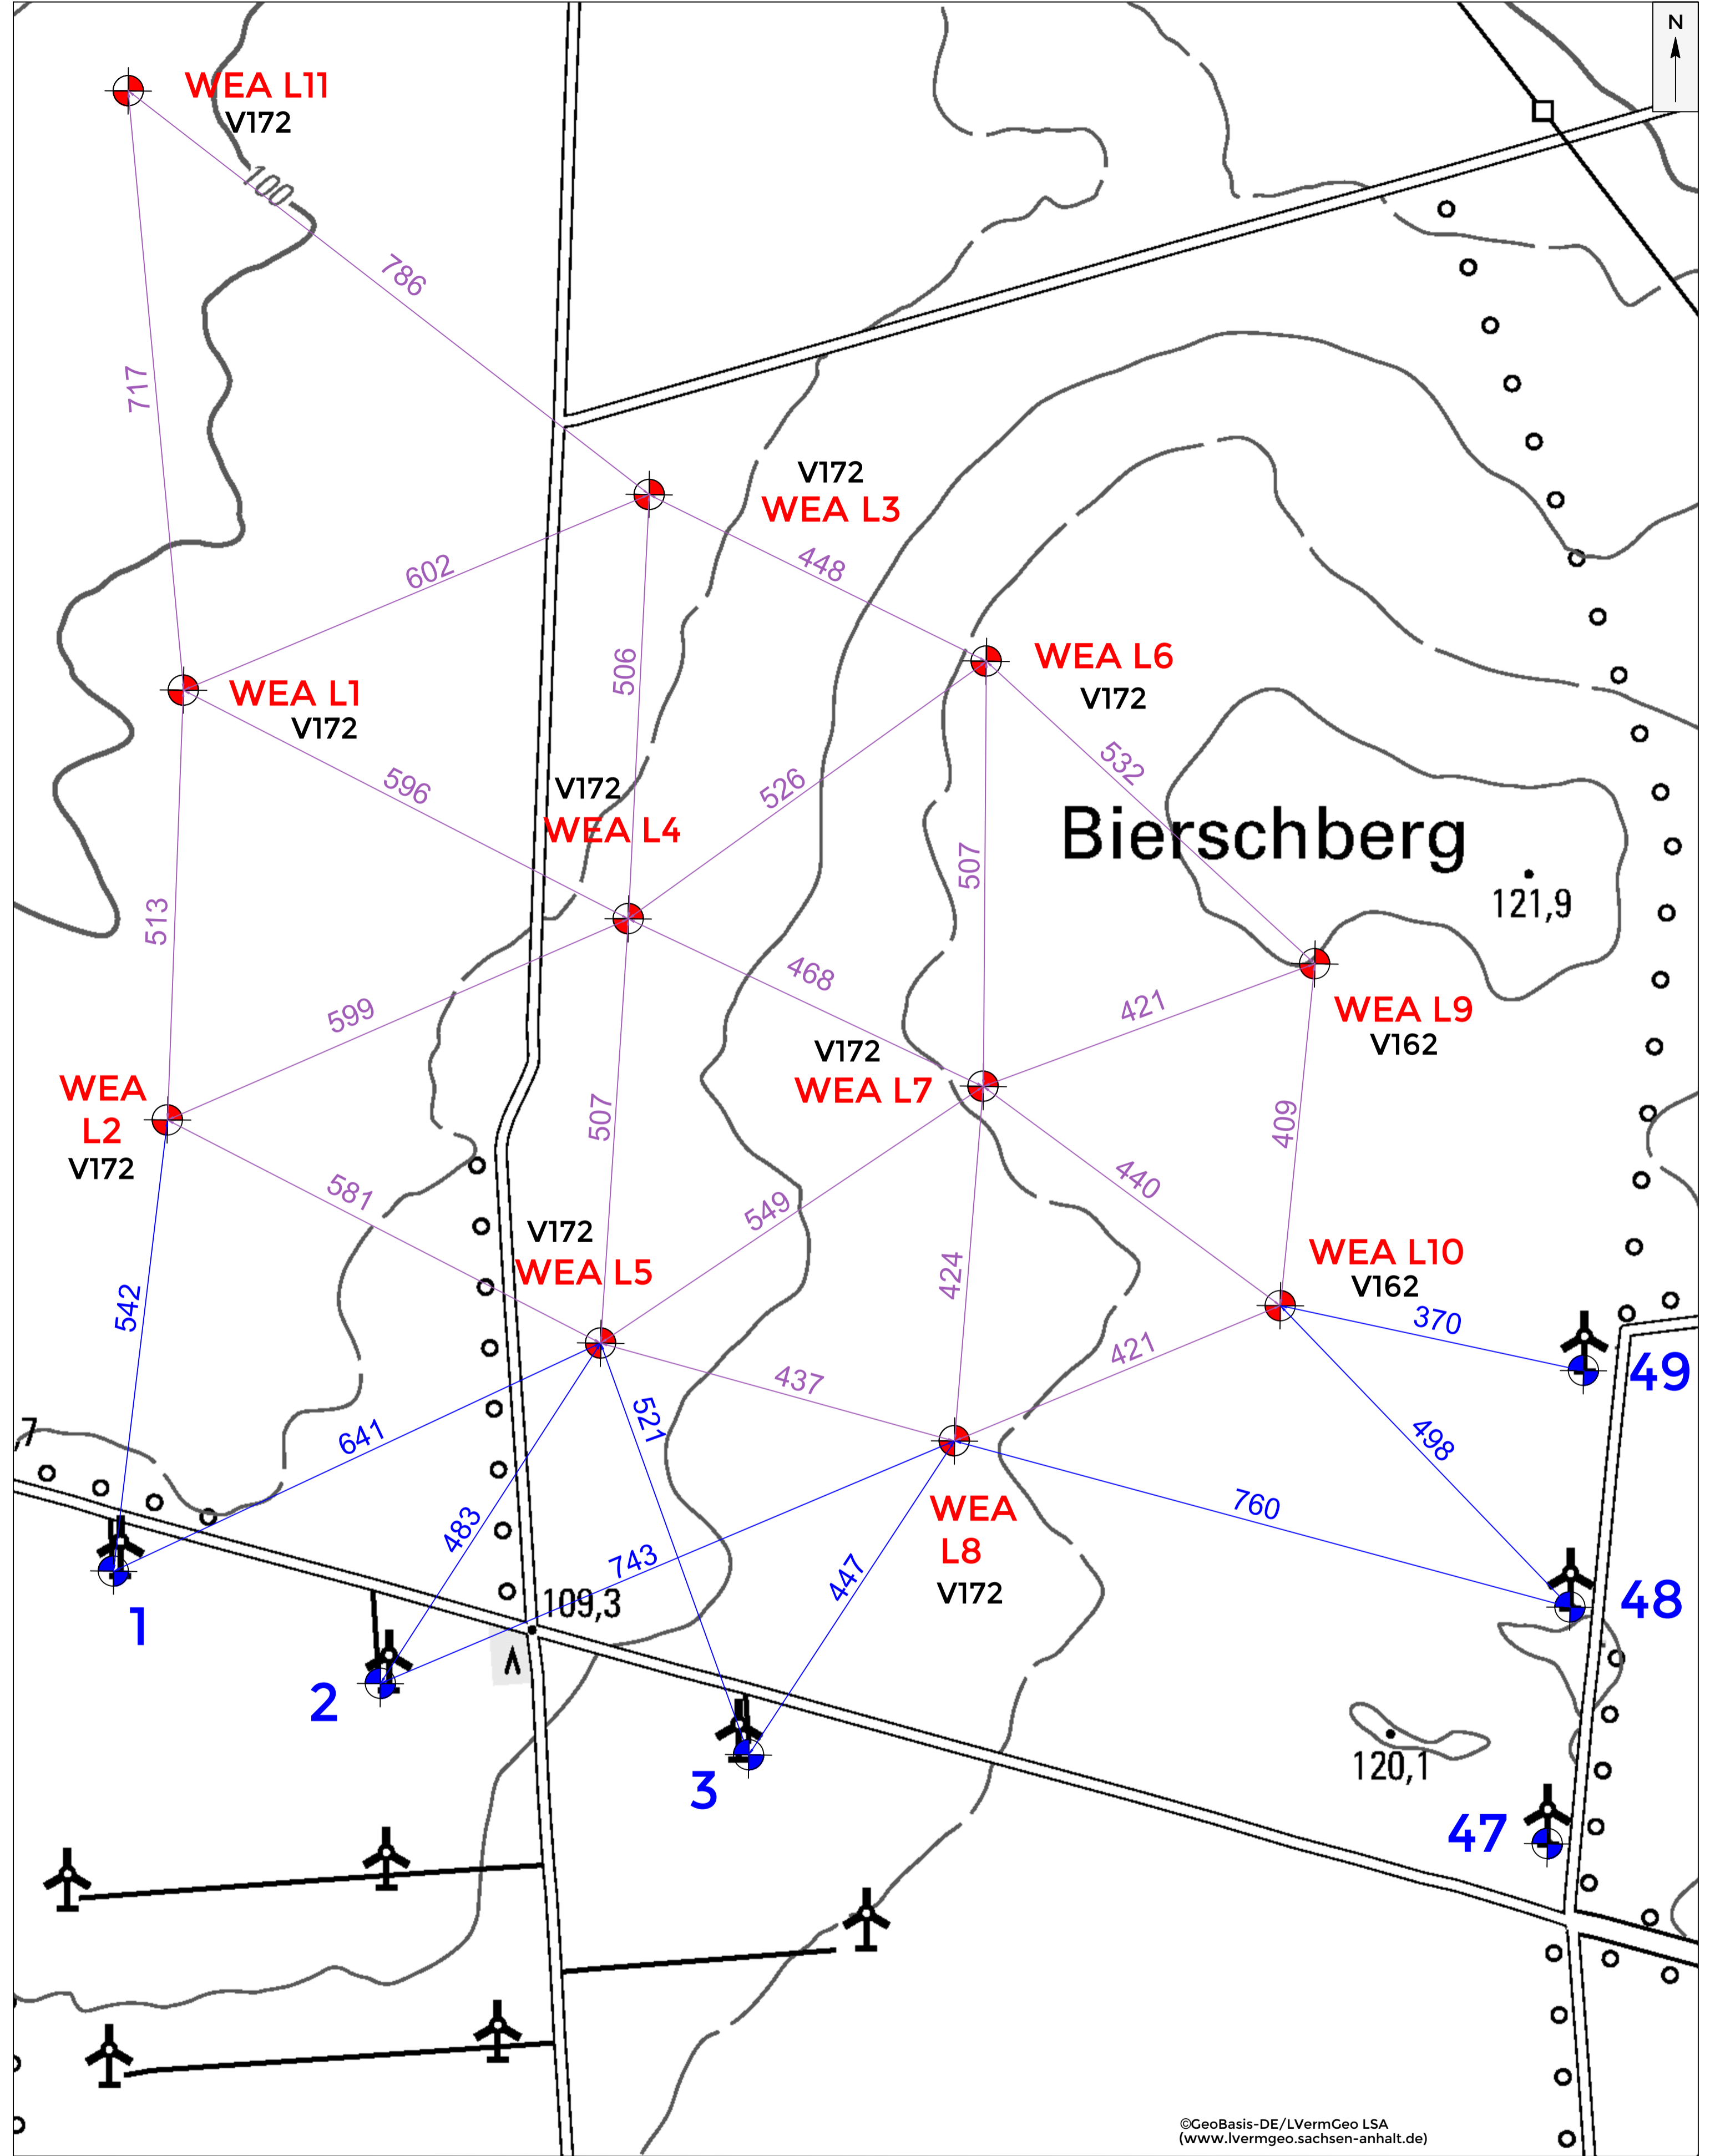 N
WEA L11
V172
100
786
717
V172
WEA L3
602
448
506
WEA L6
V172
WEA L1
V172
596
V172
WEA L4
526
532
507
Bierschberg
121,9
513
468
599
421
WEA L9
V162
V172
WEA L7
WEA
L2
V172
507
409
440
581
549
V172
WEA L5
424
WEA L10
V162
542
370
421
49
437
521
641
498
,7
483
743
447
760
WEA
L8
V172
109,3
48
1
2
3
120,1
47
©GeoBasis-DE/LVermGeo LSA
(www.lvermgeo.sachsen-anhalt.de)